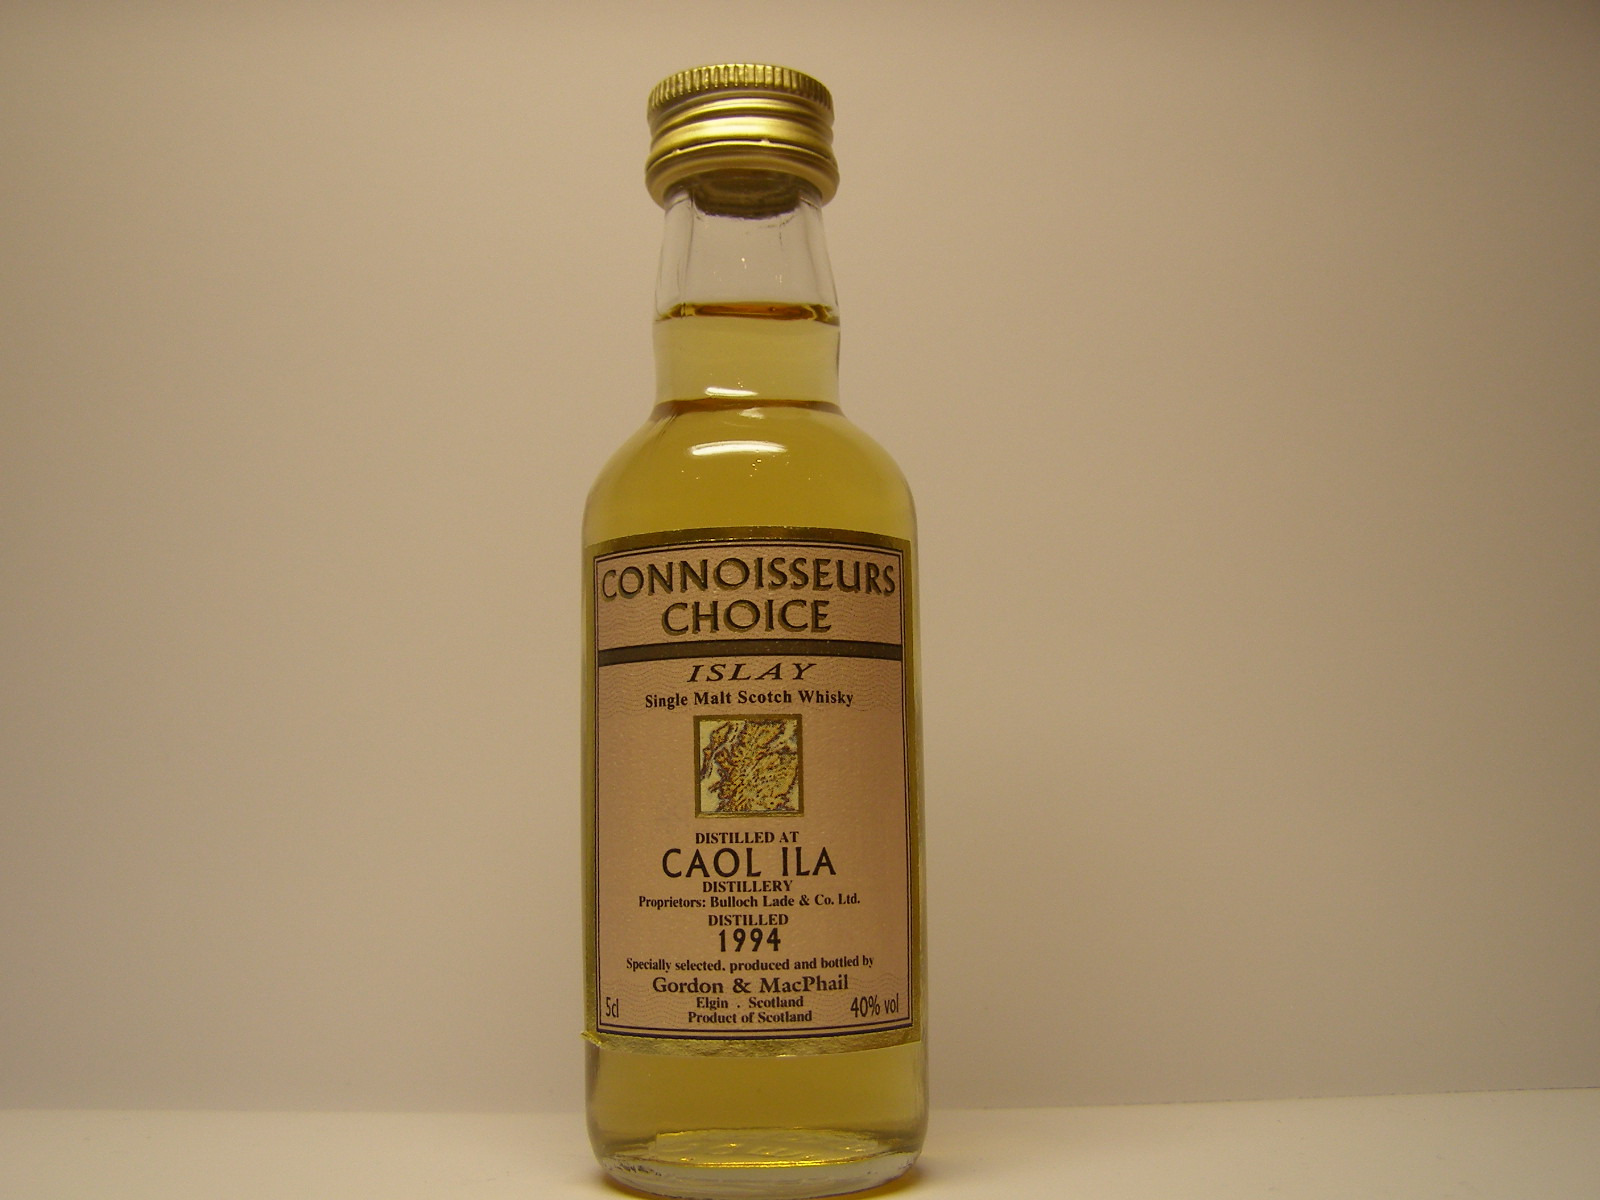 CONNOISSEURS
CHOICE
ISLAY
Single Malt Scotch Whisky
DISTILLED AT
CAOL ILA
DISTILLERY
Proprietors: Bulloch Lade & Co. Ltd.
DISTILLED
1994
Specially selected, produced and bottled by
Gordon & MacPhail
Elgin . Scotland
Product of Scotland
5cl
40% vol